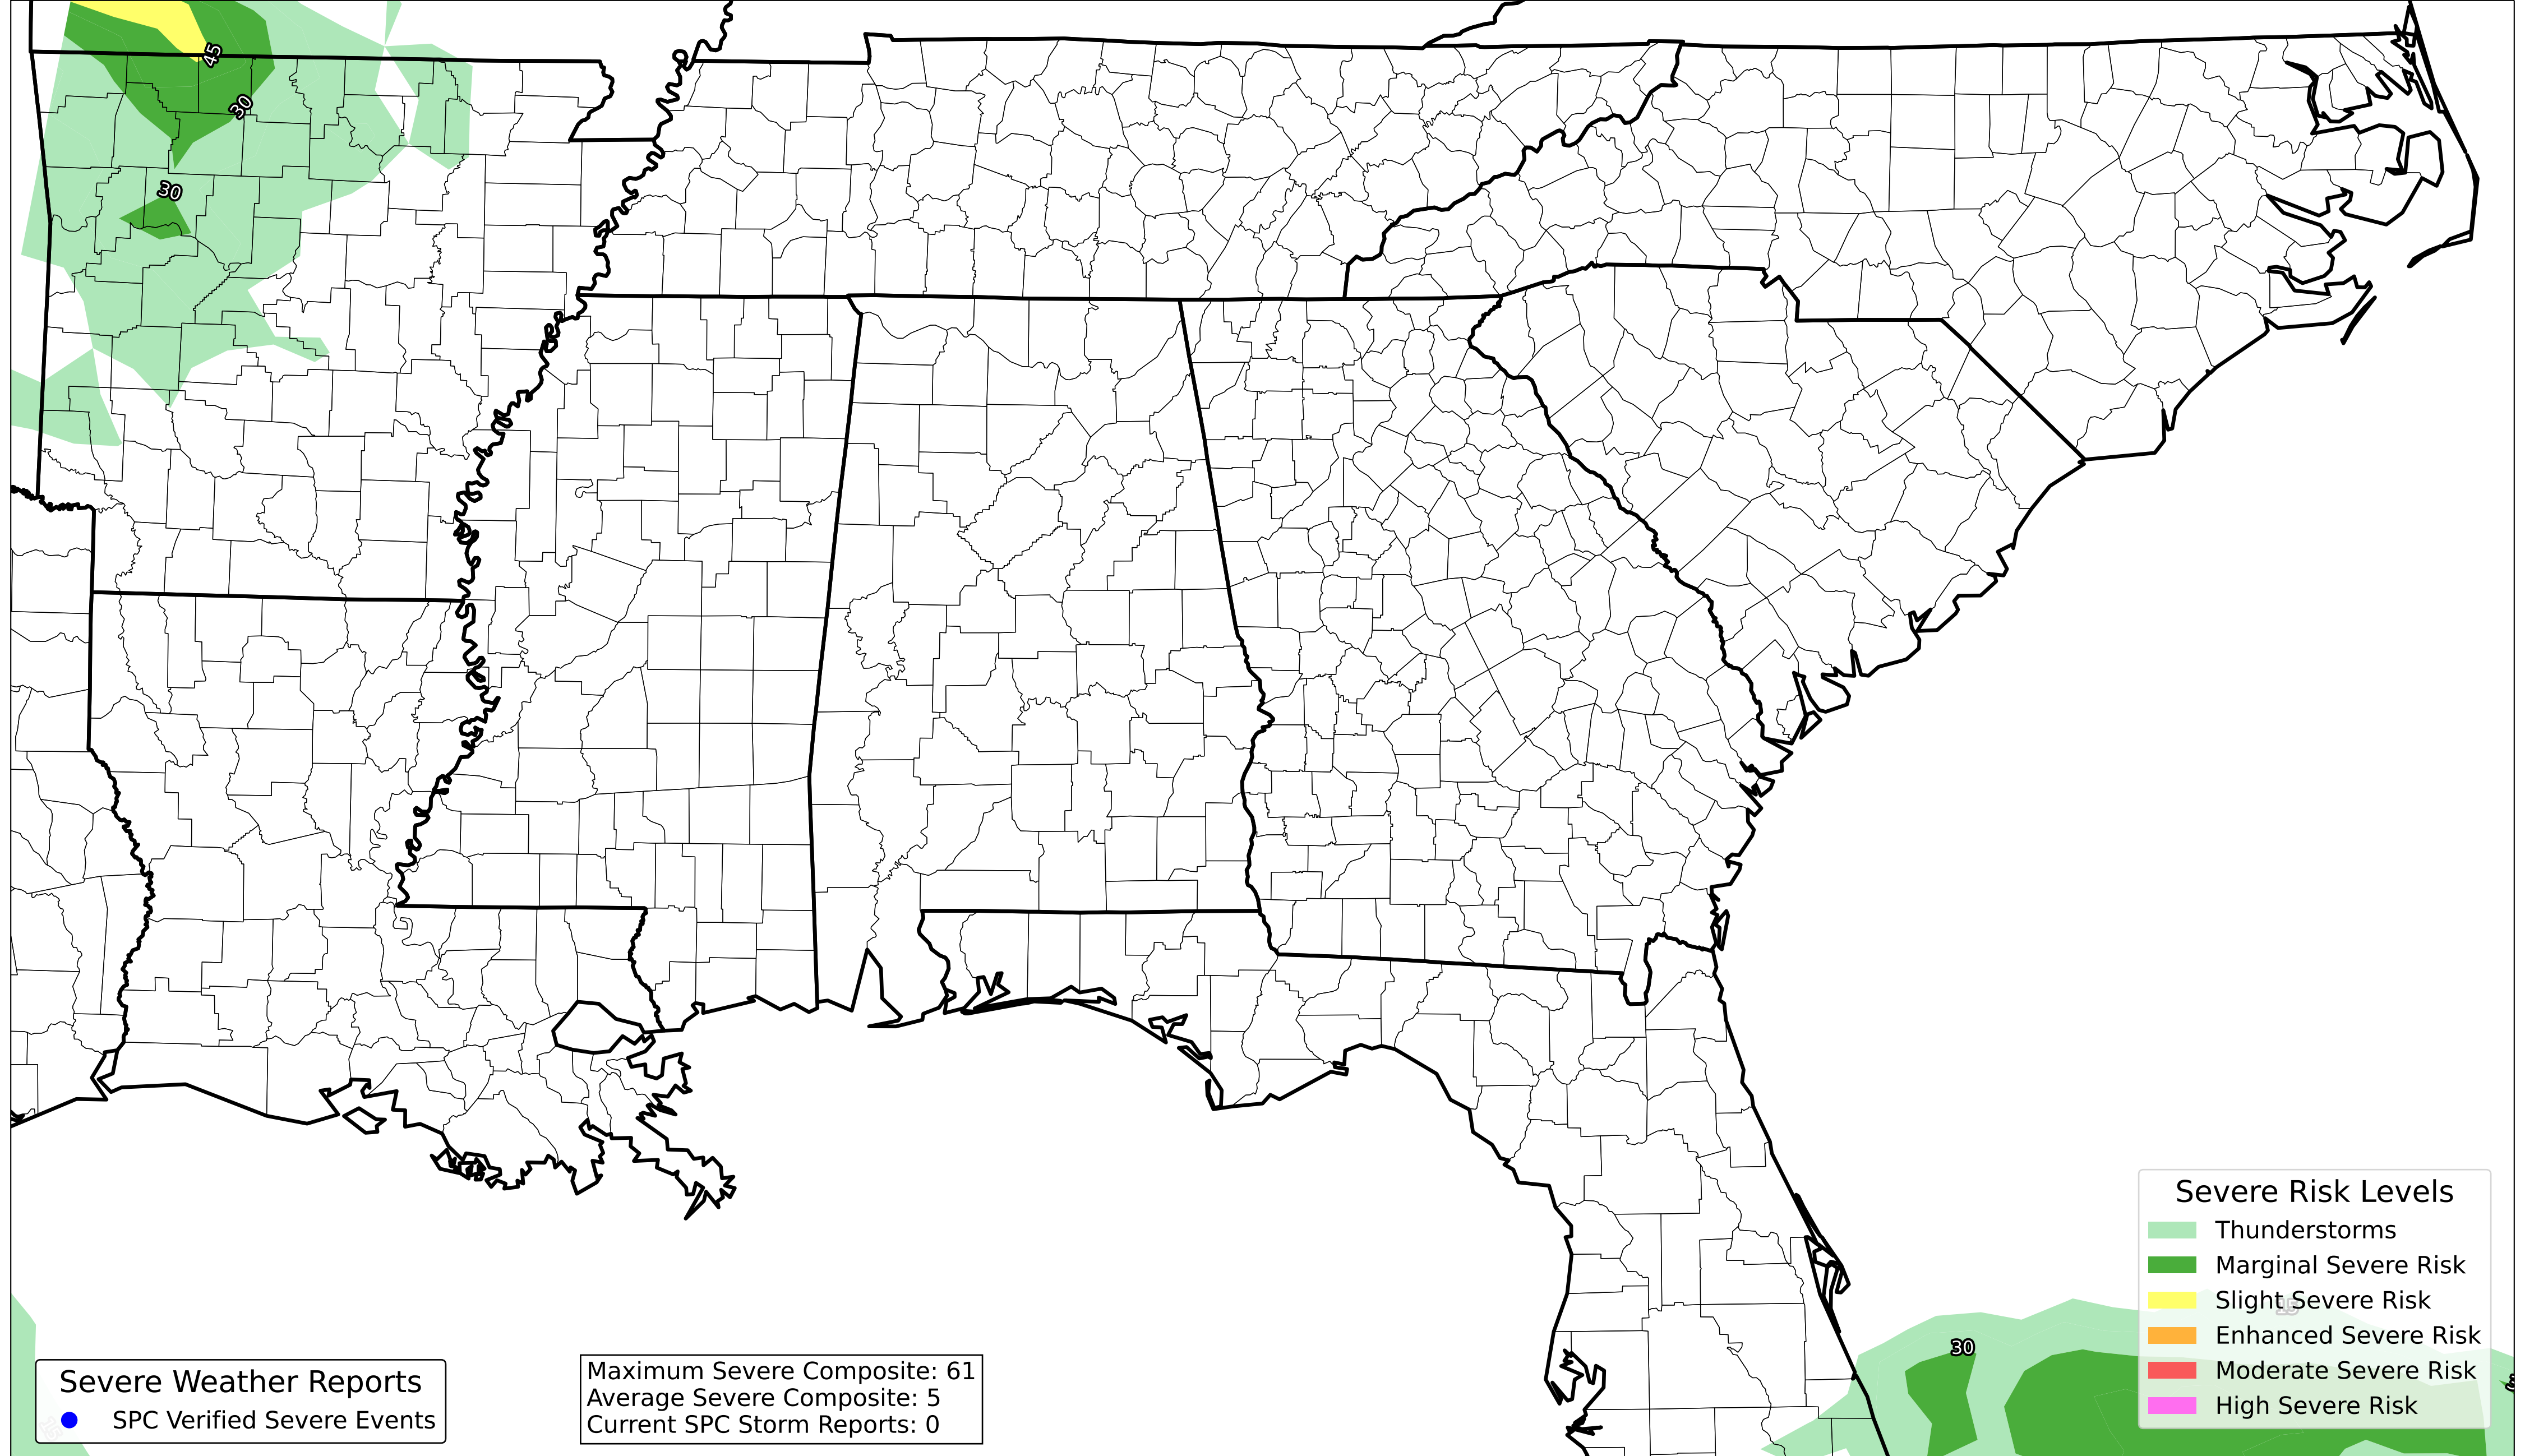 45
30
30
30
Severe Risk Levels
Thunderstorms
Marginal Severe Risk
Slight Severe Risk
Enhanced Severe Risk
Moderate Severe Risk
High Severe Risk
15
Severe Weather Reports
SPC Verified Severe Events
Maximum Severe Composite: 61
Average Severe Composite: 5
Current SPC Storm Reports: 0